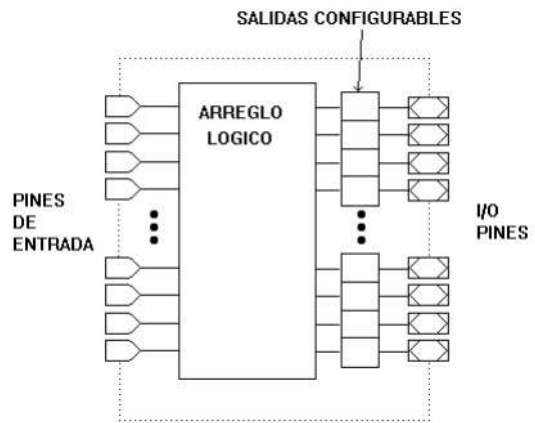 SALIDAS CONFIGURABLES
ARREGLO
LOGICO
PINES
DE
ENTRADA
I/O
PINES